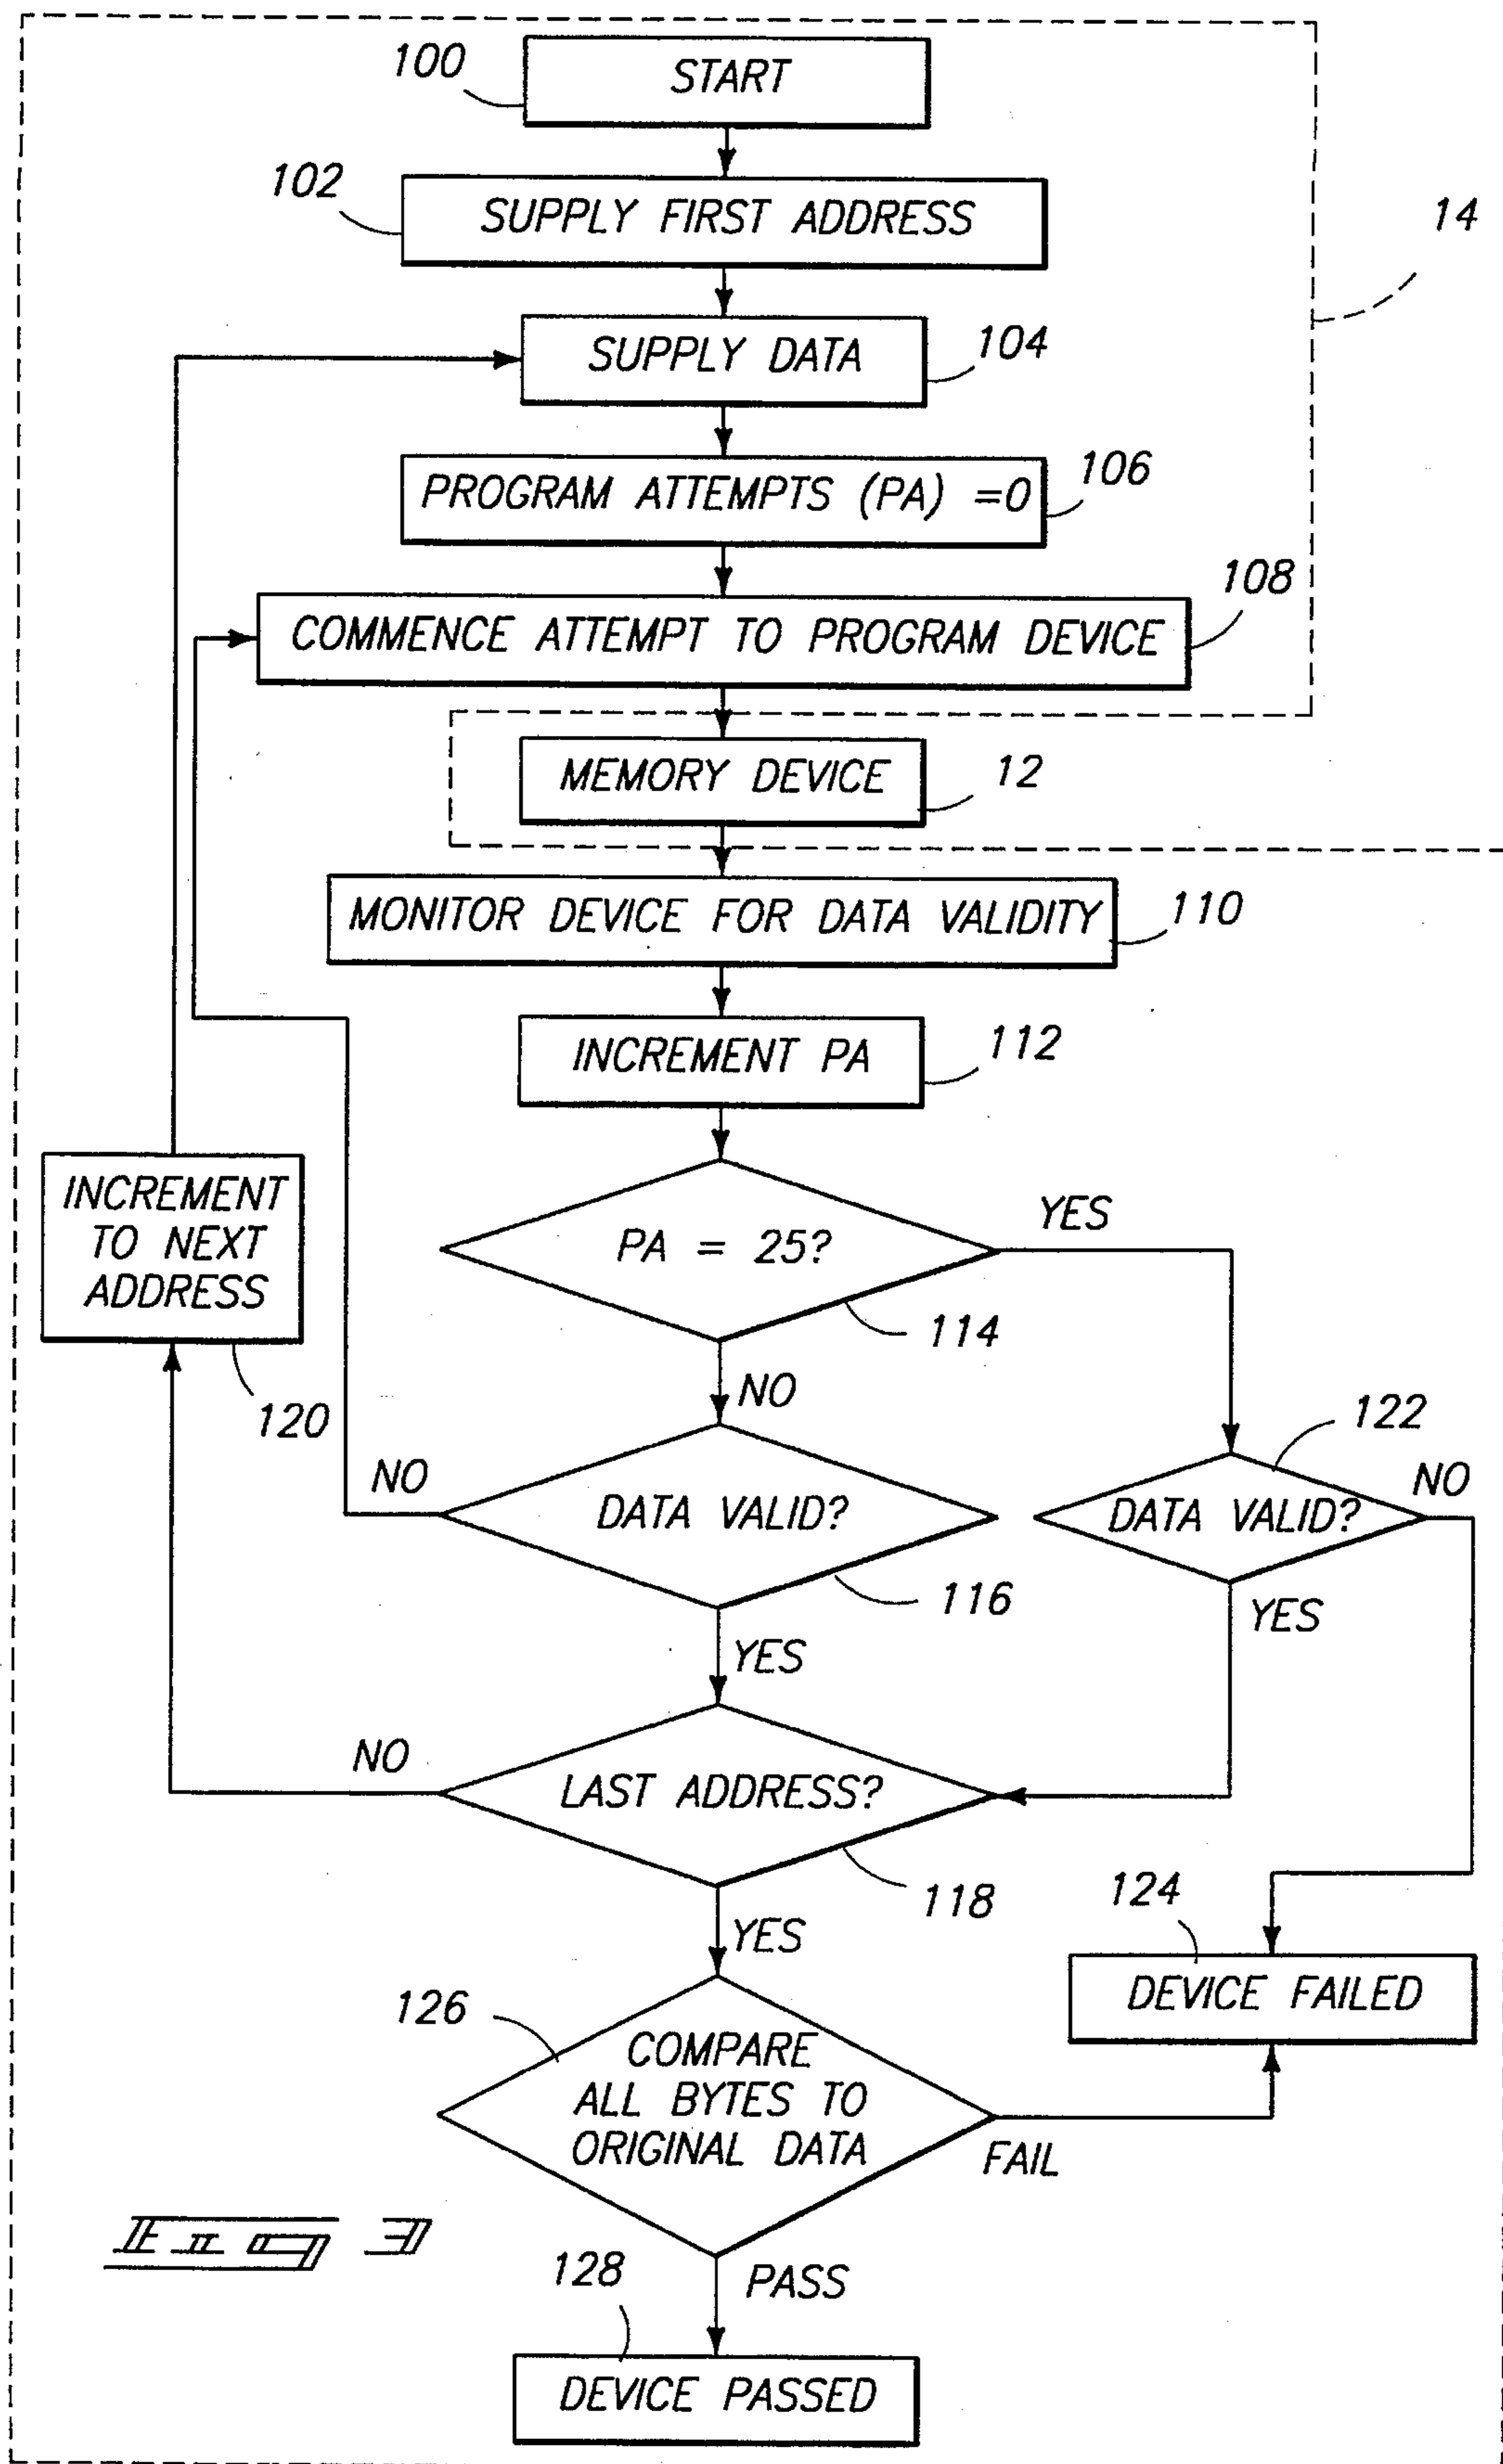 100
START
102
SUPPLY FIRST ADDRESS
14
SUPPLY DATA
104
PROGRAM ATTEMPTS (PA) =0
106
COMMENCE ATTEMPT TO PROGRAM DEVICE
108
MEMORY DEVICE
12
MONITOR DEVICE FOR DATA VALIDITY
110
INCREMENT PA
112
INCREMENT
TO NEXT
ADDRESS
120
PA = 25?
YES
114
NO
NO
DATA VALID?
116
122
NO
DATA VALID?
YES
YES
NO
LAST ADDRESS?
118
YES
124
DEVICE FAILED
126
COMPARE
ALL BYTES TO
ORIGINAL DATA
FAIL
PASS
Fig 3
128
DEVICE PASSED